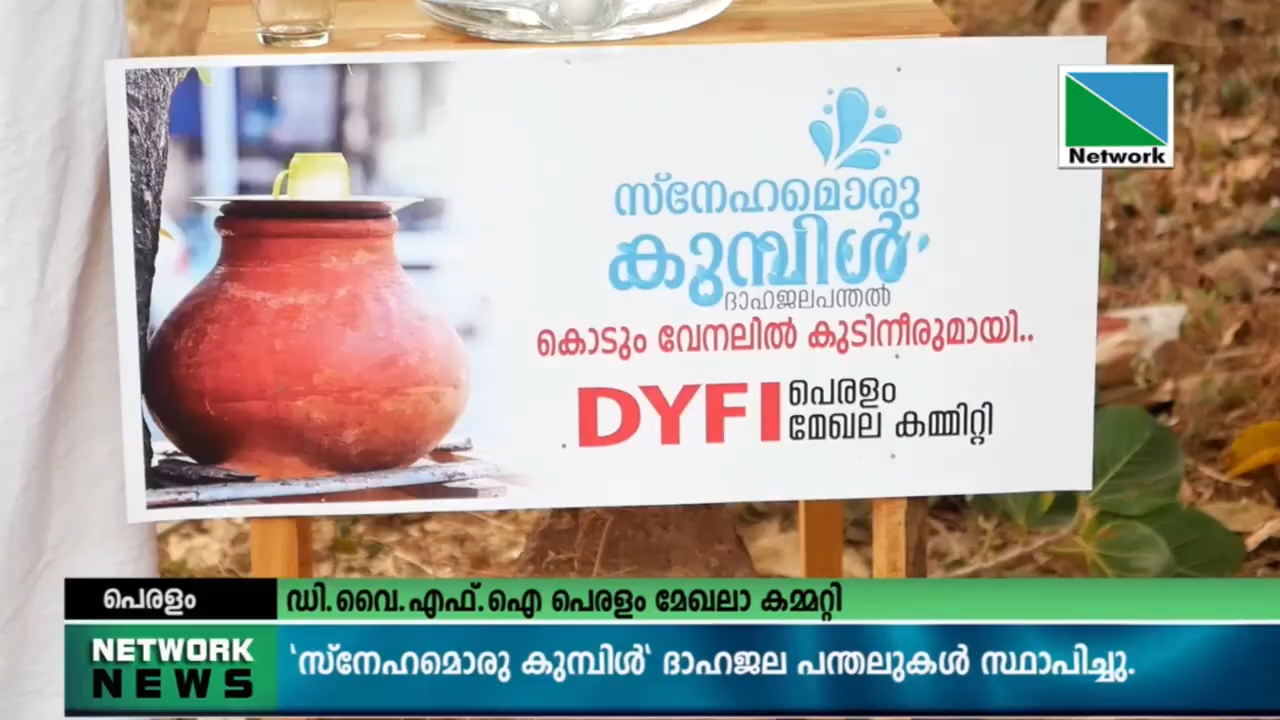 Network
സ്നേഹമൊരു
കുമ്പിൾ
ദാഹജലപന്തൽ
കൊടും വേനലിൽ കുടിനീരുമായി..
DYFI പെരളം
മേഖല കമ്മിറ്റി
പെരളം
ഡി.വൈ.എഫ്.ഐ പെരളം മേഖലാ കമ്മറ്റി
NETWORK
NEWS
'സ്നേഹമൊരു കുമ്പിൾ' ദാഹജല പന്തലുകൾ സ്ഥാപിച്ചു.